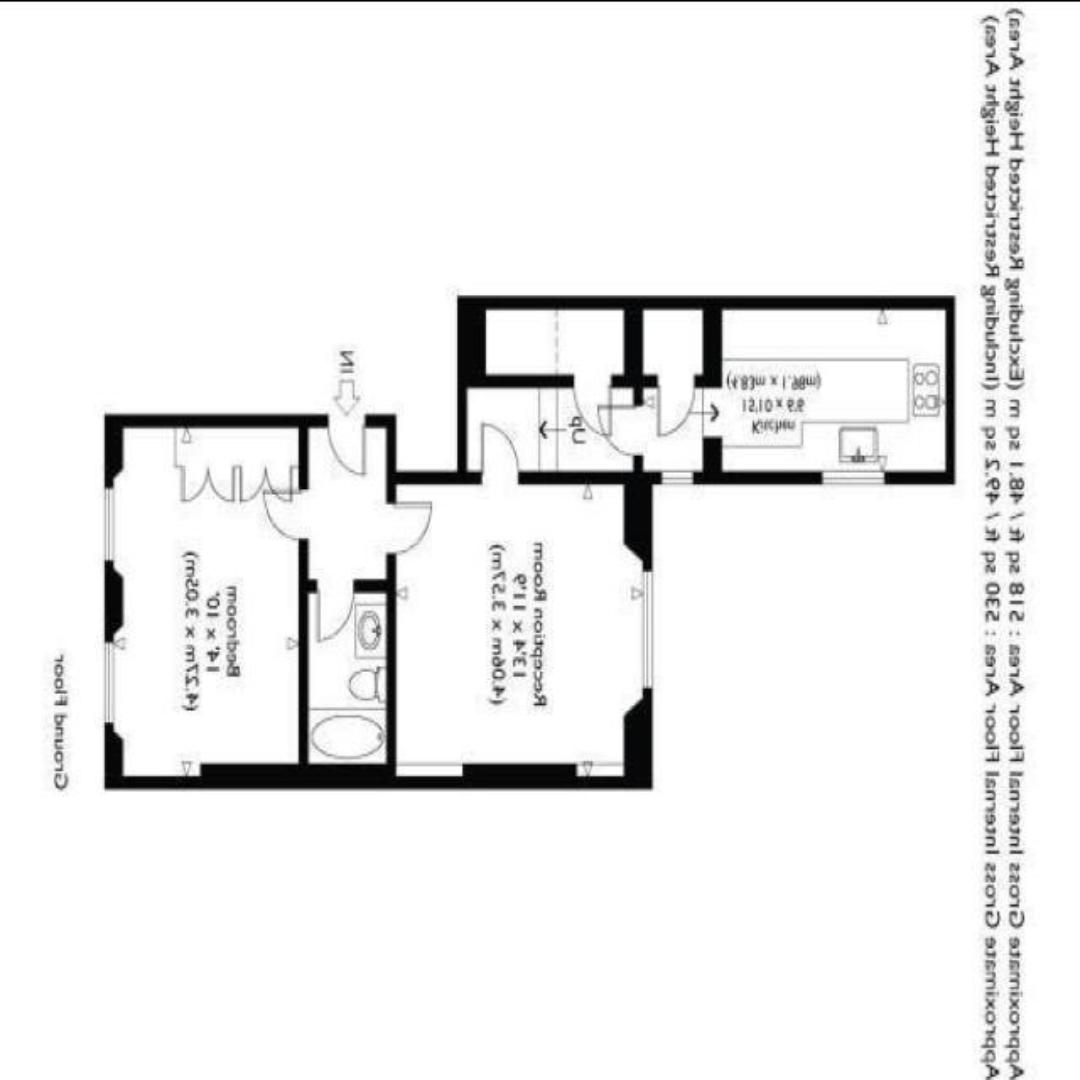 Approximate Gross Internal Floor Area : 518 sq ft / 48.1 sq m (Excluding Restricted Height Area)
Approximate Gross Internal Floor Area : 530 sq ft / 49.2 sq m (Including Restricted Height Area)
Kitchen
15'10 x 6'6
(4.83m x 1.98m)
UP
Reception Room
13'4 x 11'9
(4.06m x 3.57m)
IN
Bedroom
14' x 10'
(4.27m x 3.05m)
Ground Floor